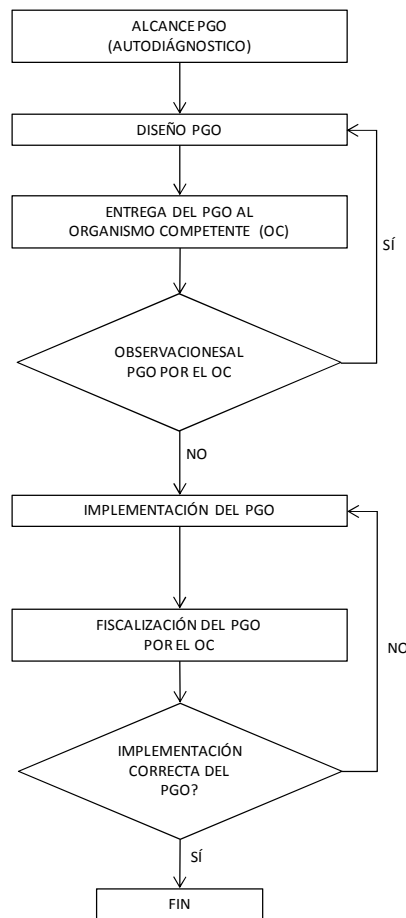 ALCANCE PGO
(AUTODIÁGNOSTICO)
DISEÑO PGO
ENTREGA DEL PGO AL
ORGANISMO COMPETENTE (OC)
SÍ
OBSERVACIONESAL
PGO POR EL OC
NO
IMPLEMENTACIÓN DEL PGO
FISCALIZACIÓN DEL PGO
POR EL OC
NO
IMPLEMENTACIÓN
CORRECTA DEL
PGO?
SÍ
FIN